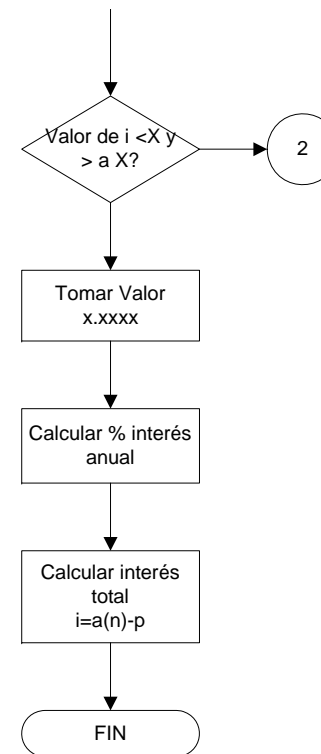 Valor de i <X y
> a X?
2
Tomar Valor
x.xxxx
Calcular % interés
anual
Calcular interés
total
i=a(n)-p
FIN